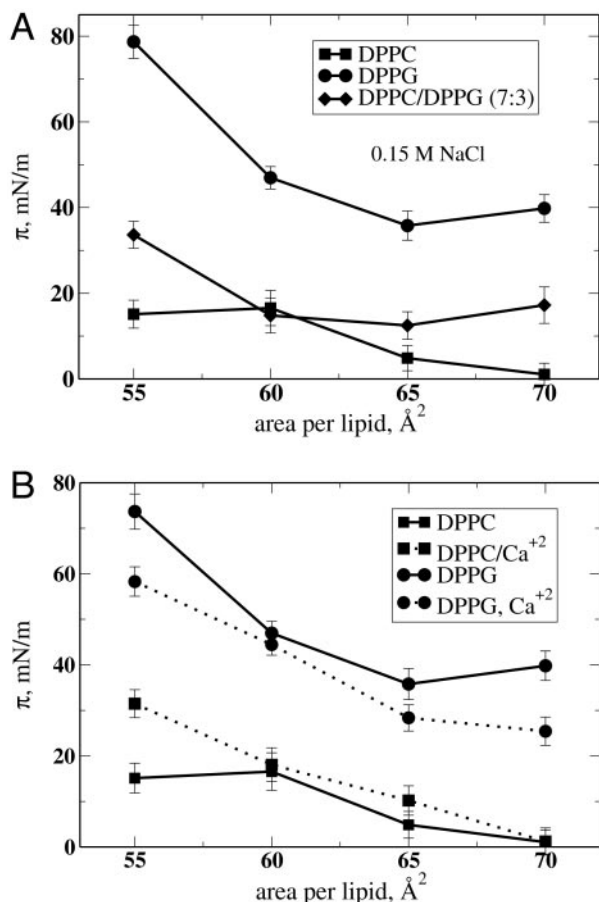 A
80
60
40
20
0
π, mN/m
DPPC
DPPG
DPPC/DPPG (7:3)
0.15 M NaCl
55 60 65 70
area per lipid, Å²
B
80
60
40
20
0
π, mN/m
DPPC
DPPC/Ca⁺²
DPPG
DPPG, Ca⁺²
55 60 65 70
area per lipid, Å²